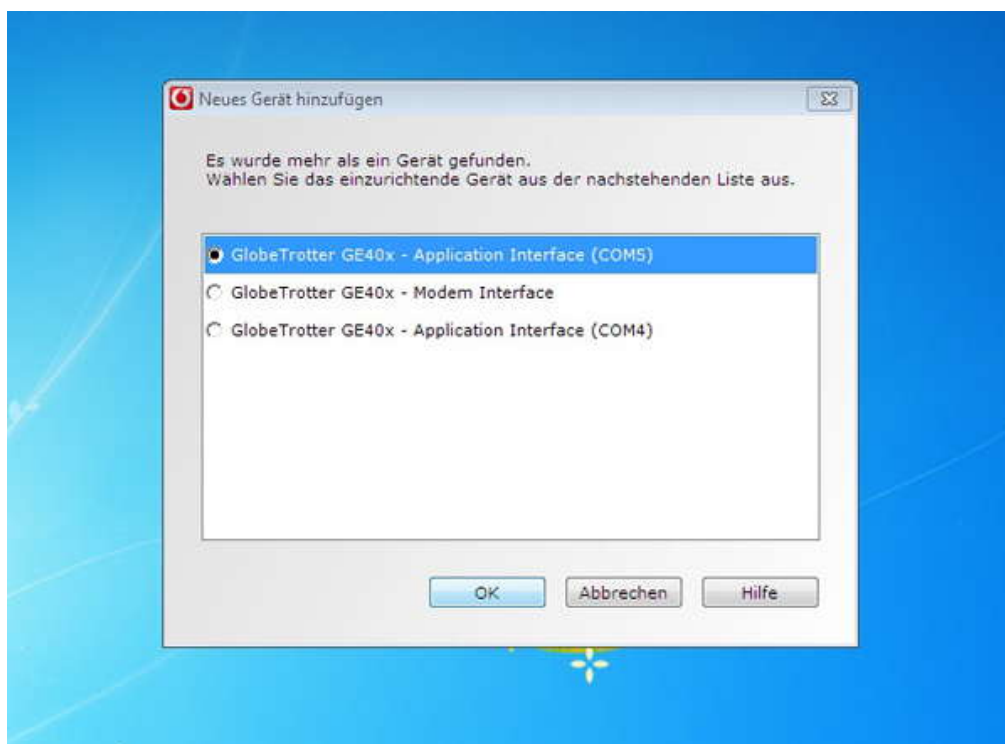 Neues Gerät hinzufügen
Es wurde mehr als ein Gerät gefunden.
Wählen Sie das einzurichtende Gerät aus der nachstehenden Liste aus.
GlobeTrotter GE40x - Application Interface (COM5)
GlobeTrotter GE40x - Modem Interface
GlobeTrotter GE40x - Application Interface (COM4)
OK Abbrechen Hilfe